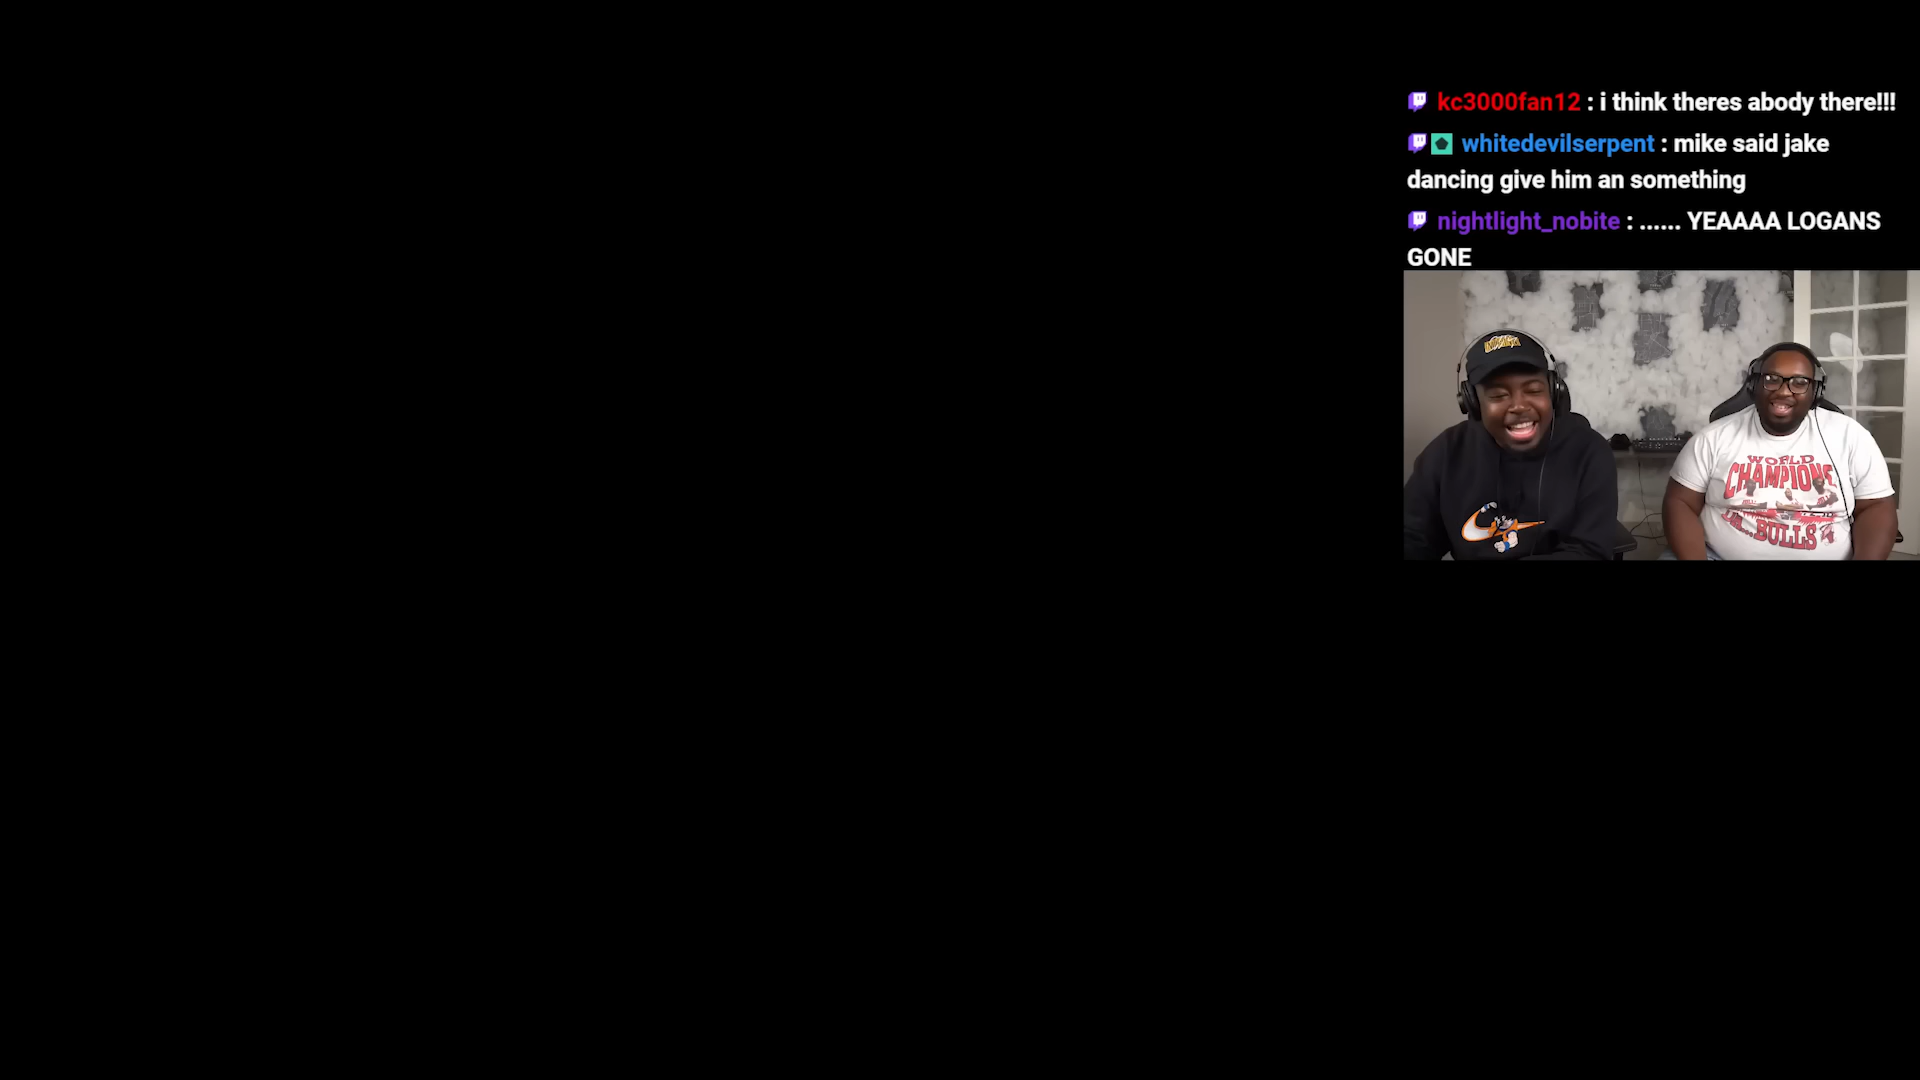 kc3000fan12 : i think theres abody there!!!
whitedevilserpent : mike said jake
dancing give him an something
nightlight_nobite : ...... YEAAAA LOGANS
GONE
WORLD
CHAMPIONS
BULLS